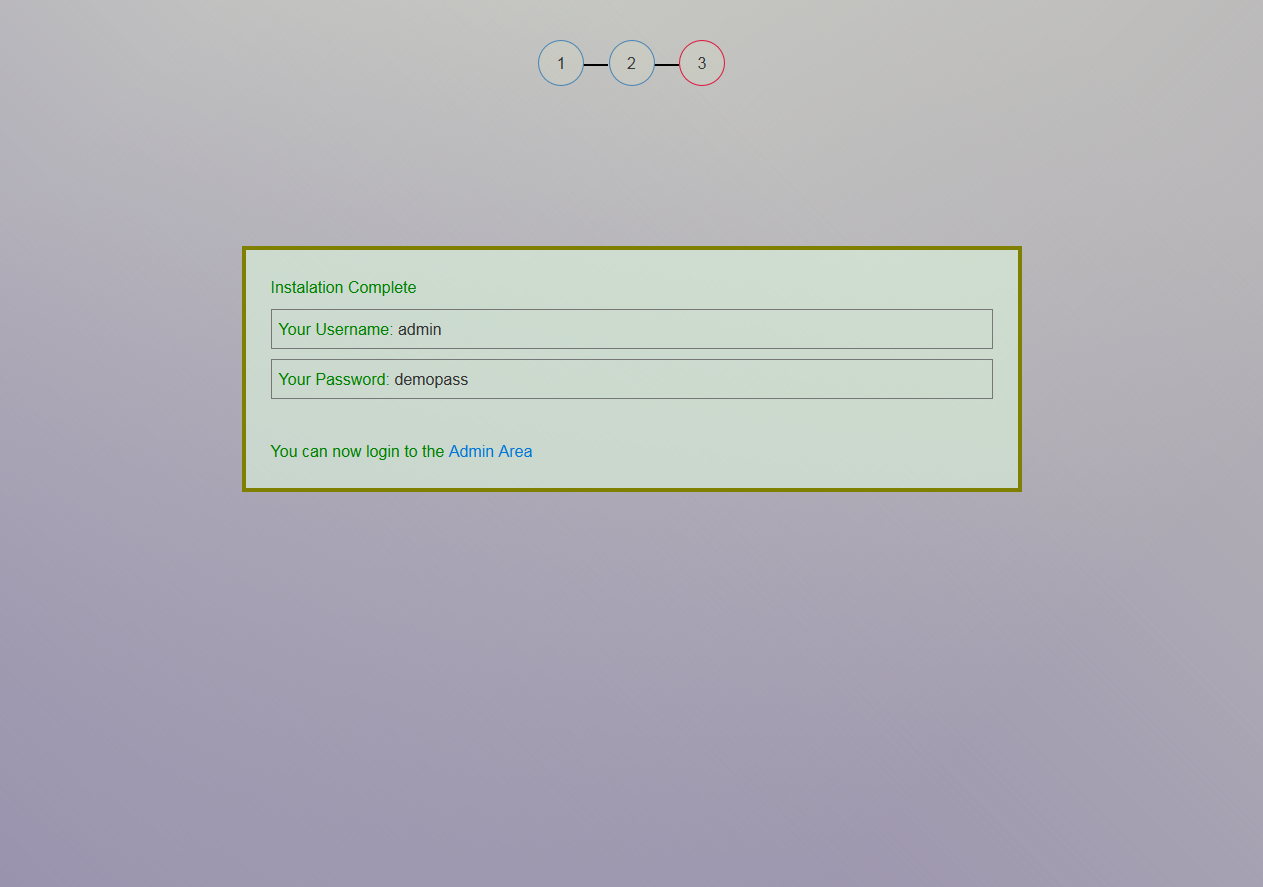 1 2 3
Instalation Complete
Your Username: admin
Your Password: demopass
You can now login to the Admin Area